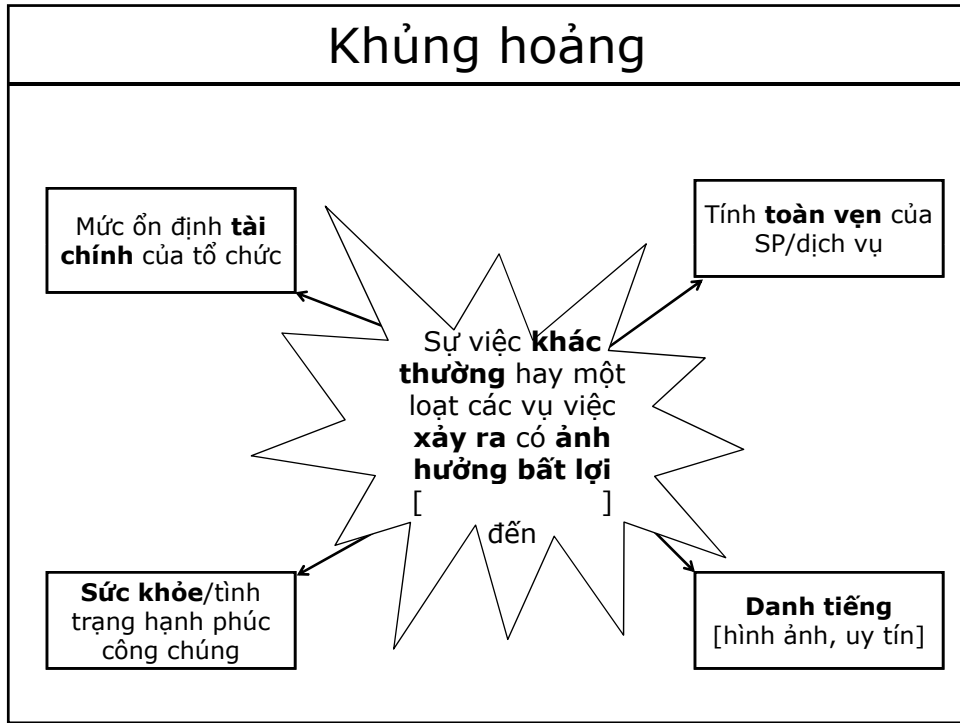 Khủng hoảng
Mức ổn định tài
chính của tổ chức
Tính toàn vẹn của
SP/dịch vụ
Sự việc khác
thường hay một
loạt các vụ việc
xảy ra có ảnh
hưởng bất lợi
[ ]
đến
Sức khỏe/tình
trạng hạnh phúc
công chúng
Danh tiếng
[hình ảnh, uy tín]